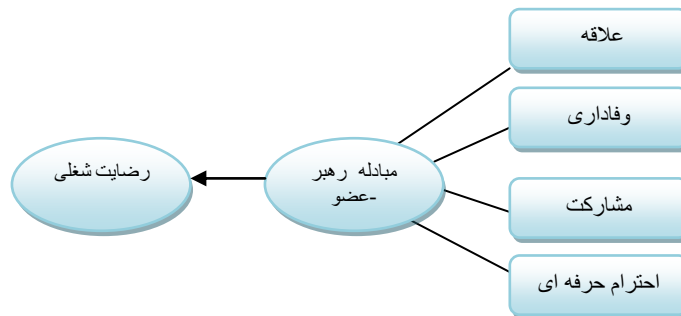 علاقه
وفاداری
مبادله رهبر
-عضو
رضایت شغلی
مشارکت
احترام حرفه ای